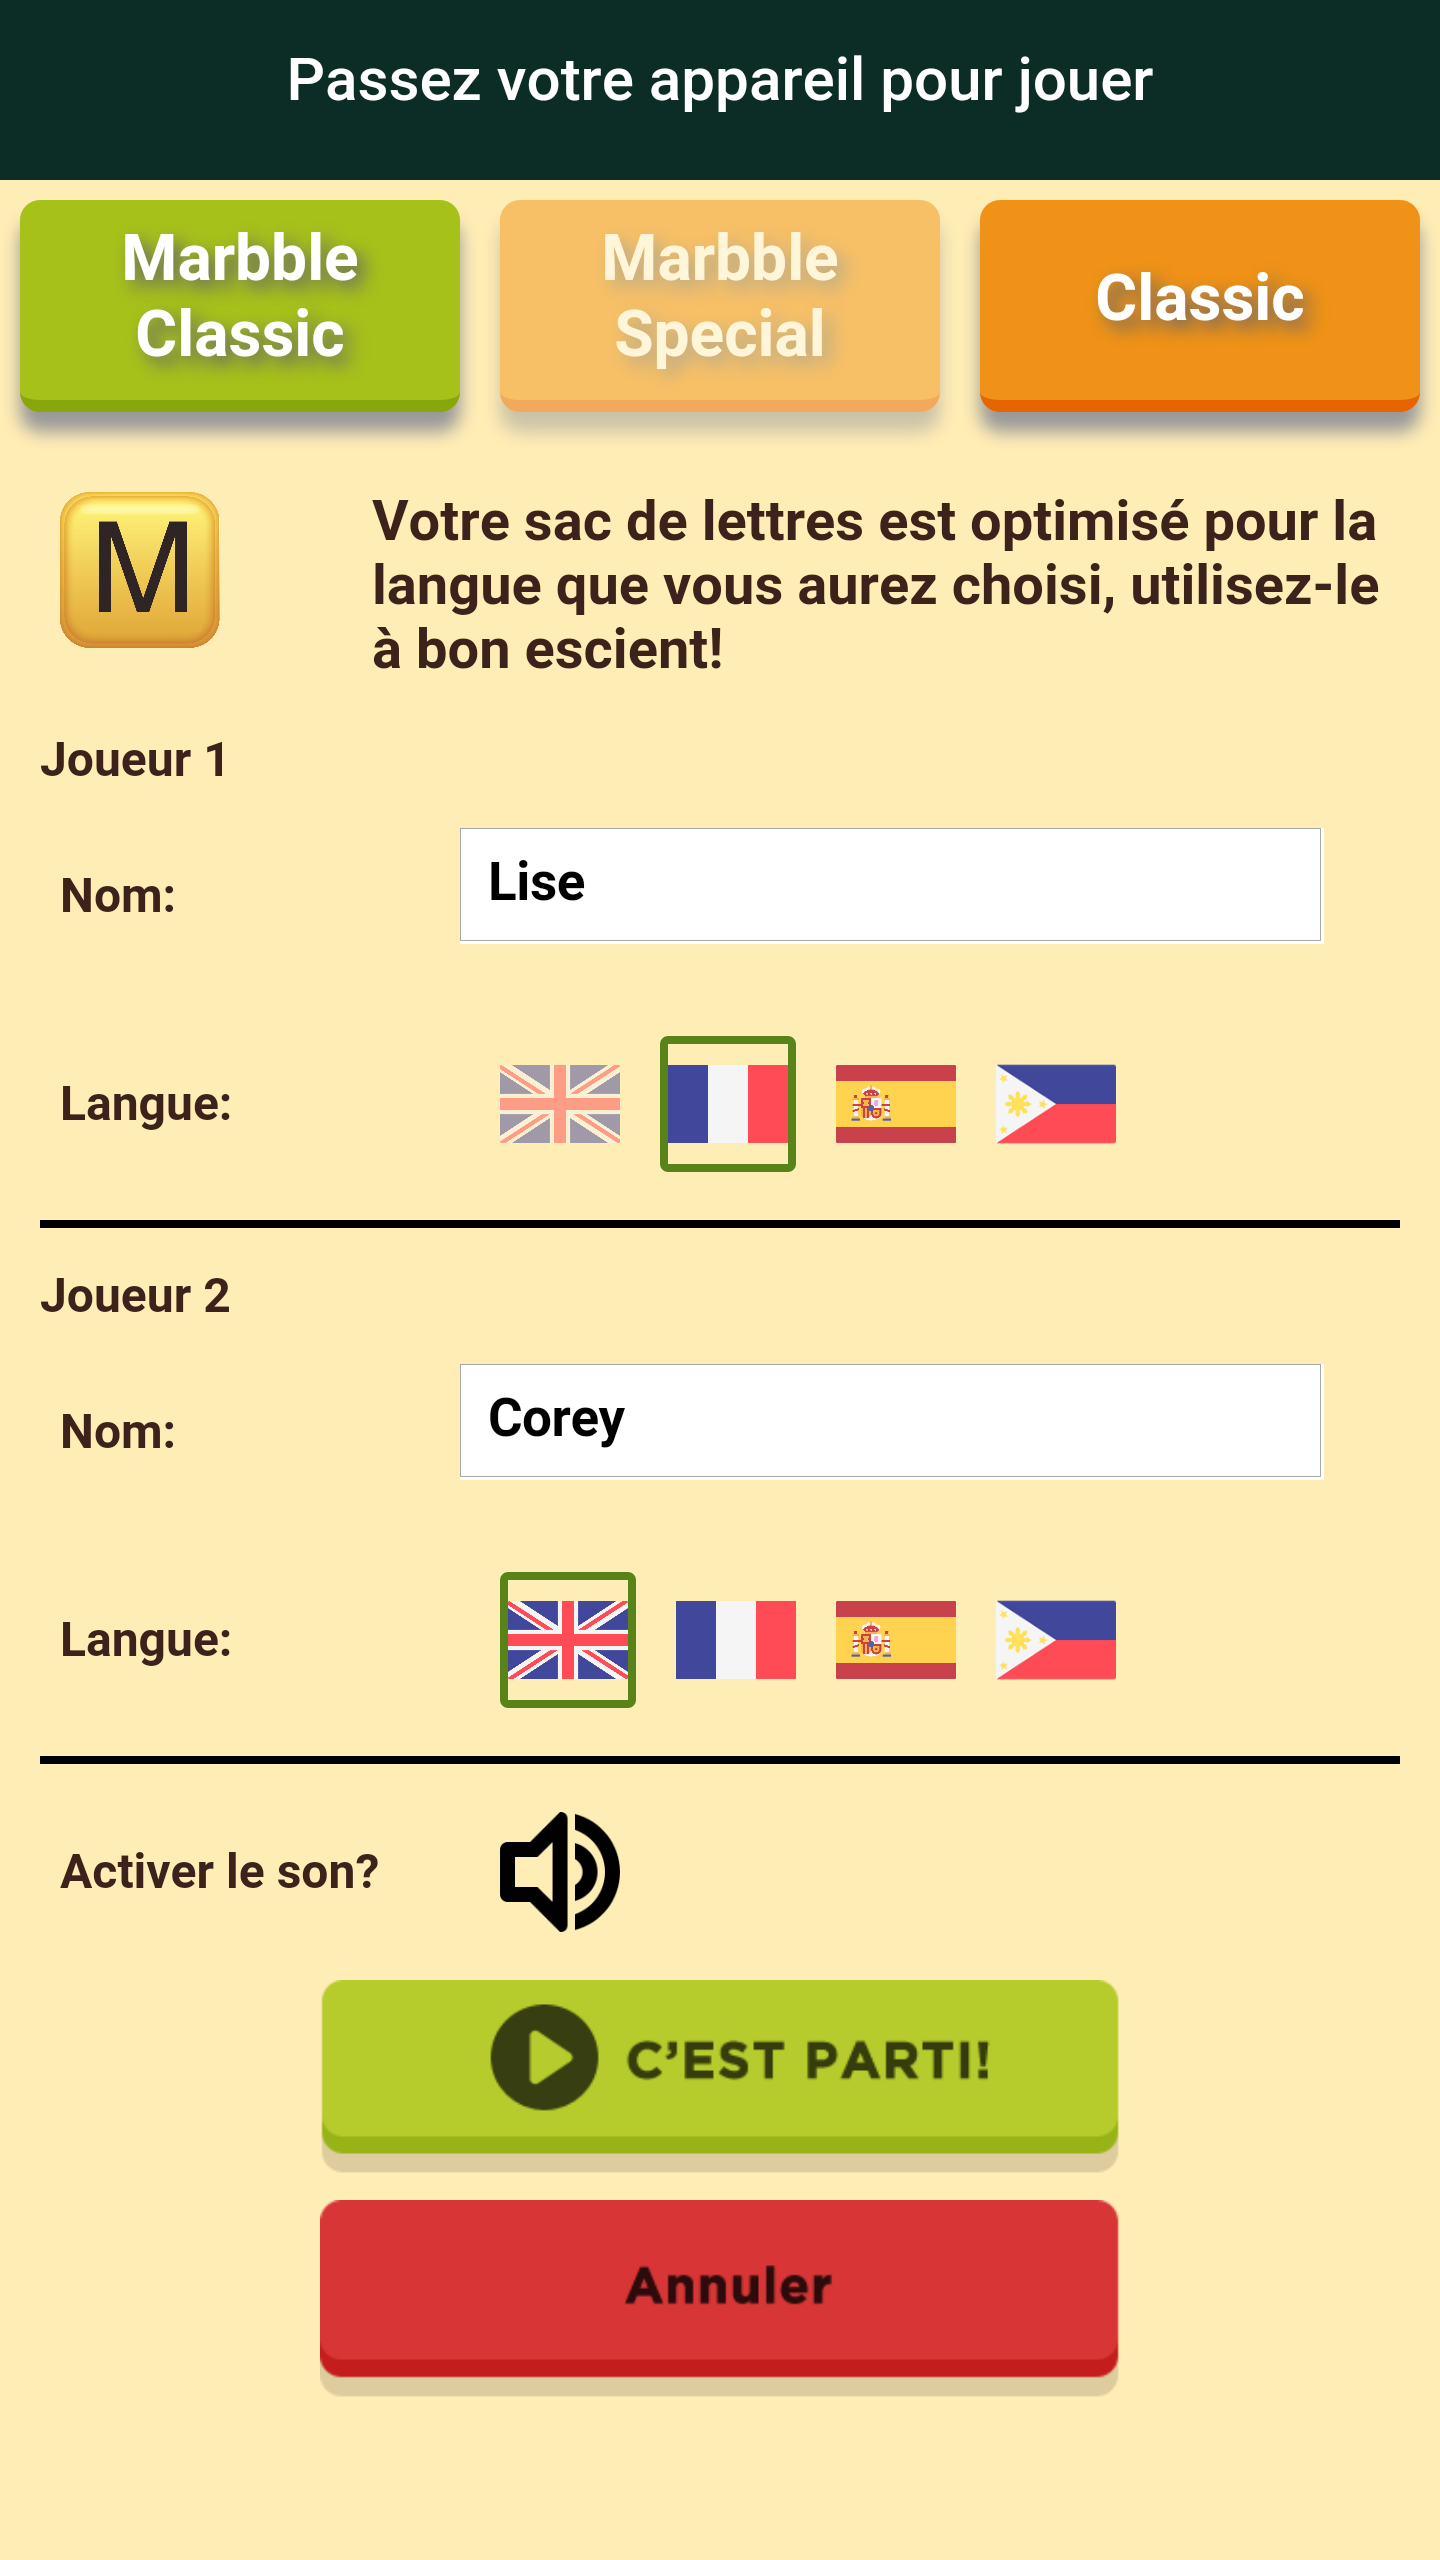 Passez votre appareil pour jouer
Marbble
Classic
Marbble
Special
Classic
M
Votre sac de lettres est optimisé pour la
langue que vous aurez choisi, utilisez-le
à bon escient!
Joueur 1
Nom:
Lise
Langue:
Joueur 2
Nom:
Corey
Langue:
Activer le son?
C’EST PARTI!
Annuler